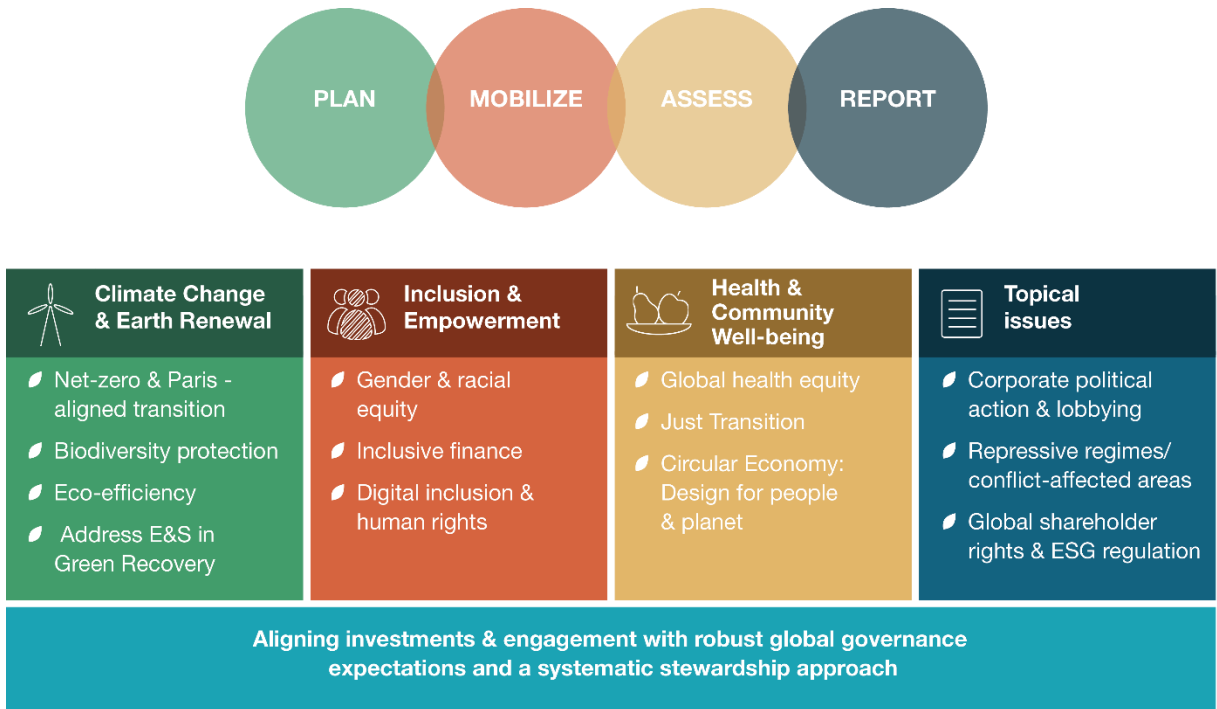 PLAN
MOBILIZE
ASSESS
REPORT
Climate Change
& Earth Renewal
Net-zero & Paris -
aligned transition
Biodiversity protection
Eco-efficiency
Address E&S in
Green Recovery
Inclusion &
Empowerment
Gender & racial
equity
Inclusive finance
Digital inclusion &
human rights
Health &
Community
Well-being
Global health equity
Just Transition
Circular Economy:
Design for people
& planet
Topical
issues
Corporate political
action & lobbying
Repressive regimes/
conflict-affected areas
Global shareholder
rights & ESG regulation
Aligning investments & engagement with robust global governance
expectations and a systematic stewardship approach